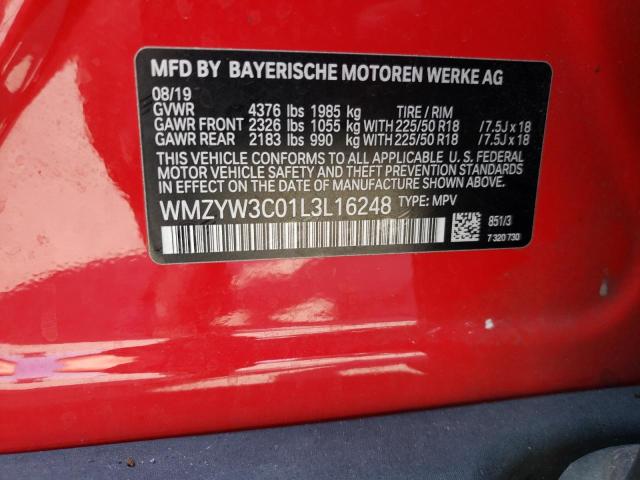 MFD BY BAYERISCHE MOTOREN WERKE AG
08/19
GVWR 4376 lbs 1985 kg TIRE / RIM
GAWR FRONT 2326 lbs 1055 kg WITH 225/50 R18 / 7.5J x 18
GAWR REAR 2183 lbs 990 kg WITH 225/50 R18 / 7.5J x 18
THIS VEHICLE CONFORMS TO ALL APPLICABLE U. S. FEDERAL
MOTOR VEHICLE SAFETY AND THEFT PREVENTION STANDARDS
IN EFFECT ON THE DATE OF MANUFACTURE SHOWN ABOVE.
WMZYW3C01L3L16248 TYPE: MPV
851/3
7 320 730